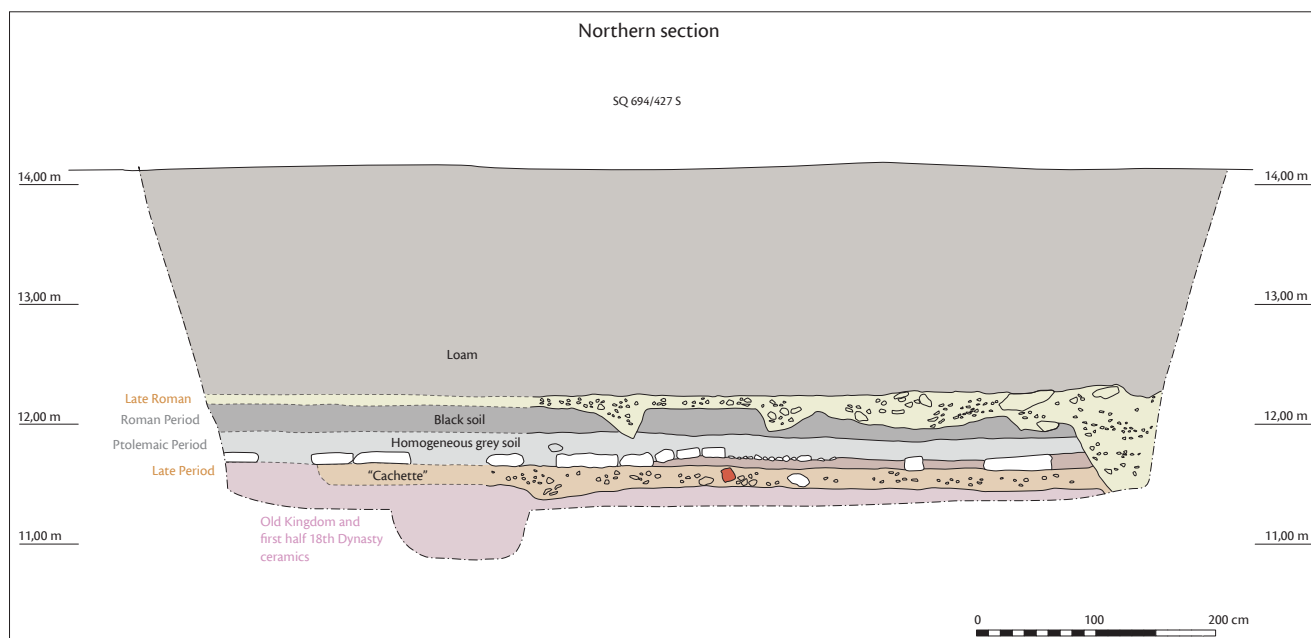 Northern section
SQ 694/427 S
14,00 m
14,00 m
13,00 m
13,00 m
Loam
Late Roman
12,00 m
12,00 m
Roman Period
Black soil
Ptolemaic Period
Homogeneous grey soil
Late Period
"Cachette"
Old Kingdom and
first half 18th Dynasty
ceramics
11,00 m
11,00 m
0
100
200 cm